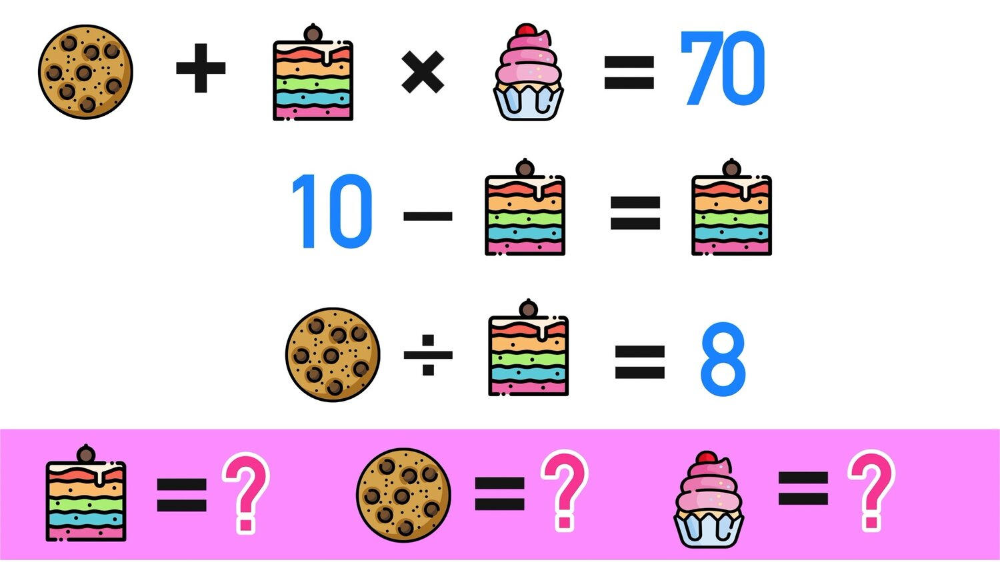 + × = 70
10 − =
÷ = 8
= ? = ? = ?